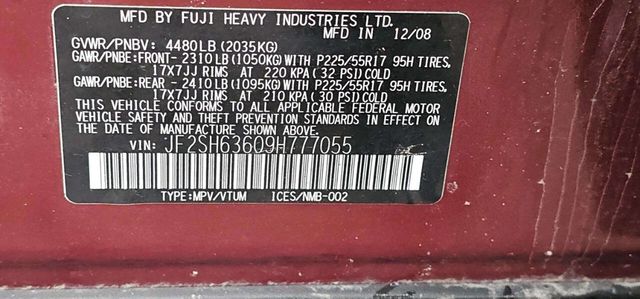 MFD BY FUJI HEAVY INDUSTRIES LTD.
MFD IN 12/08
GVWR/PNBV: 4480LB (2035KG)
GAWR/PNBE:FRONT-2310LB (1050KG)WITH P225/55R17 95H TIRES,
17X7JJ RIMS AT 220 KPA (32 PSI)COLD
GAWR/PNBE:REAR -2410LB (1095KG)WITH P225/55R17 95H TIRES,
17X7JJ RIMS AT 210 KPA (30 PSI)COLD
THIS VEHICLE CONFORMS TO ALL APPLICABLE FEDERAL MOTOR
VEHICLE SAFETY AND THEFT PREVENTION STANDARDS IN
EFFECT ON THE DATE OF MANUFACTURE SHOWN ABOVE.
VIN: JF2SH63609H777055
TYPE:MPV/VTUM ICES/NMB-002